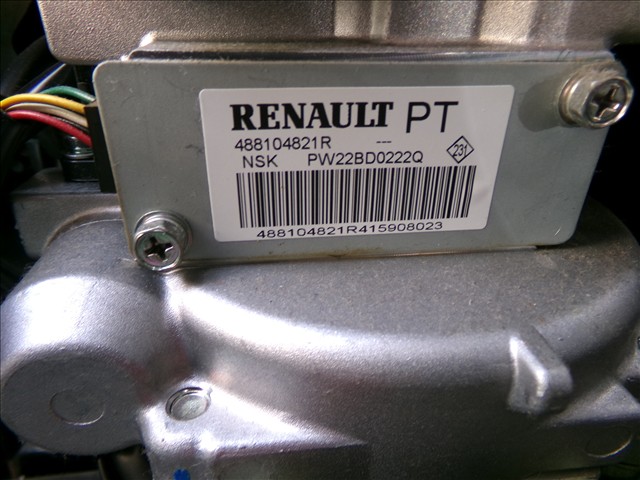 RENAULT PT
488104821R ---
NSK PW22BD0222Q 231
488104821R415908023